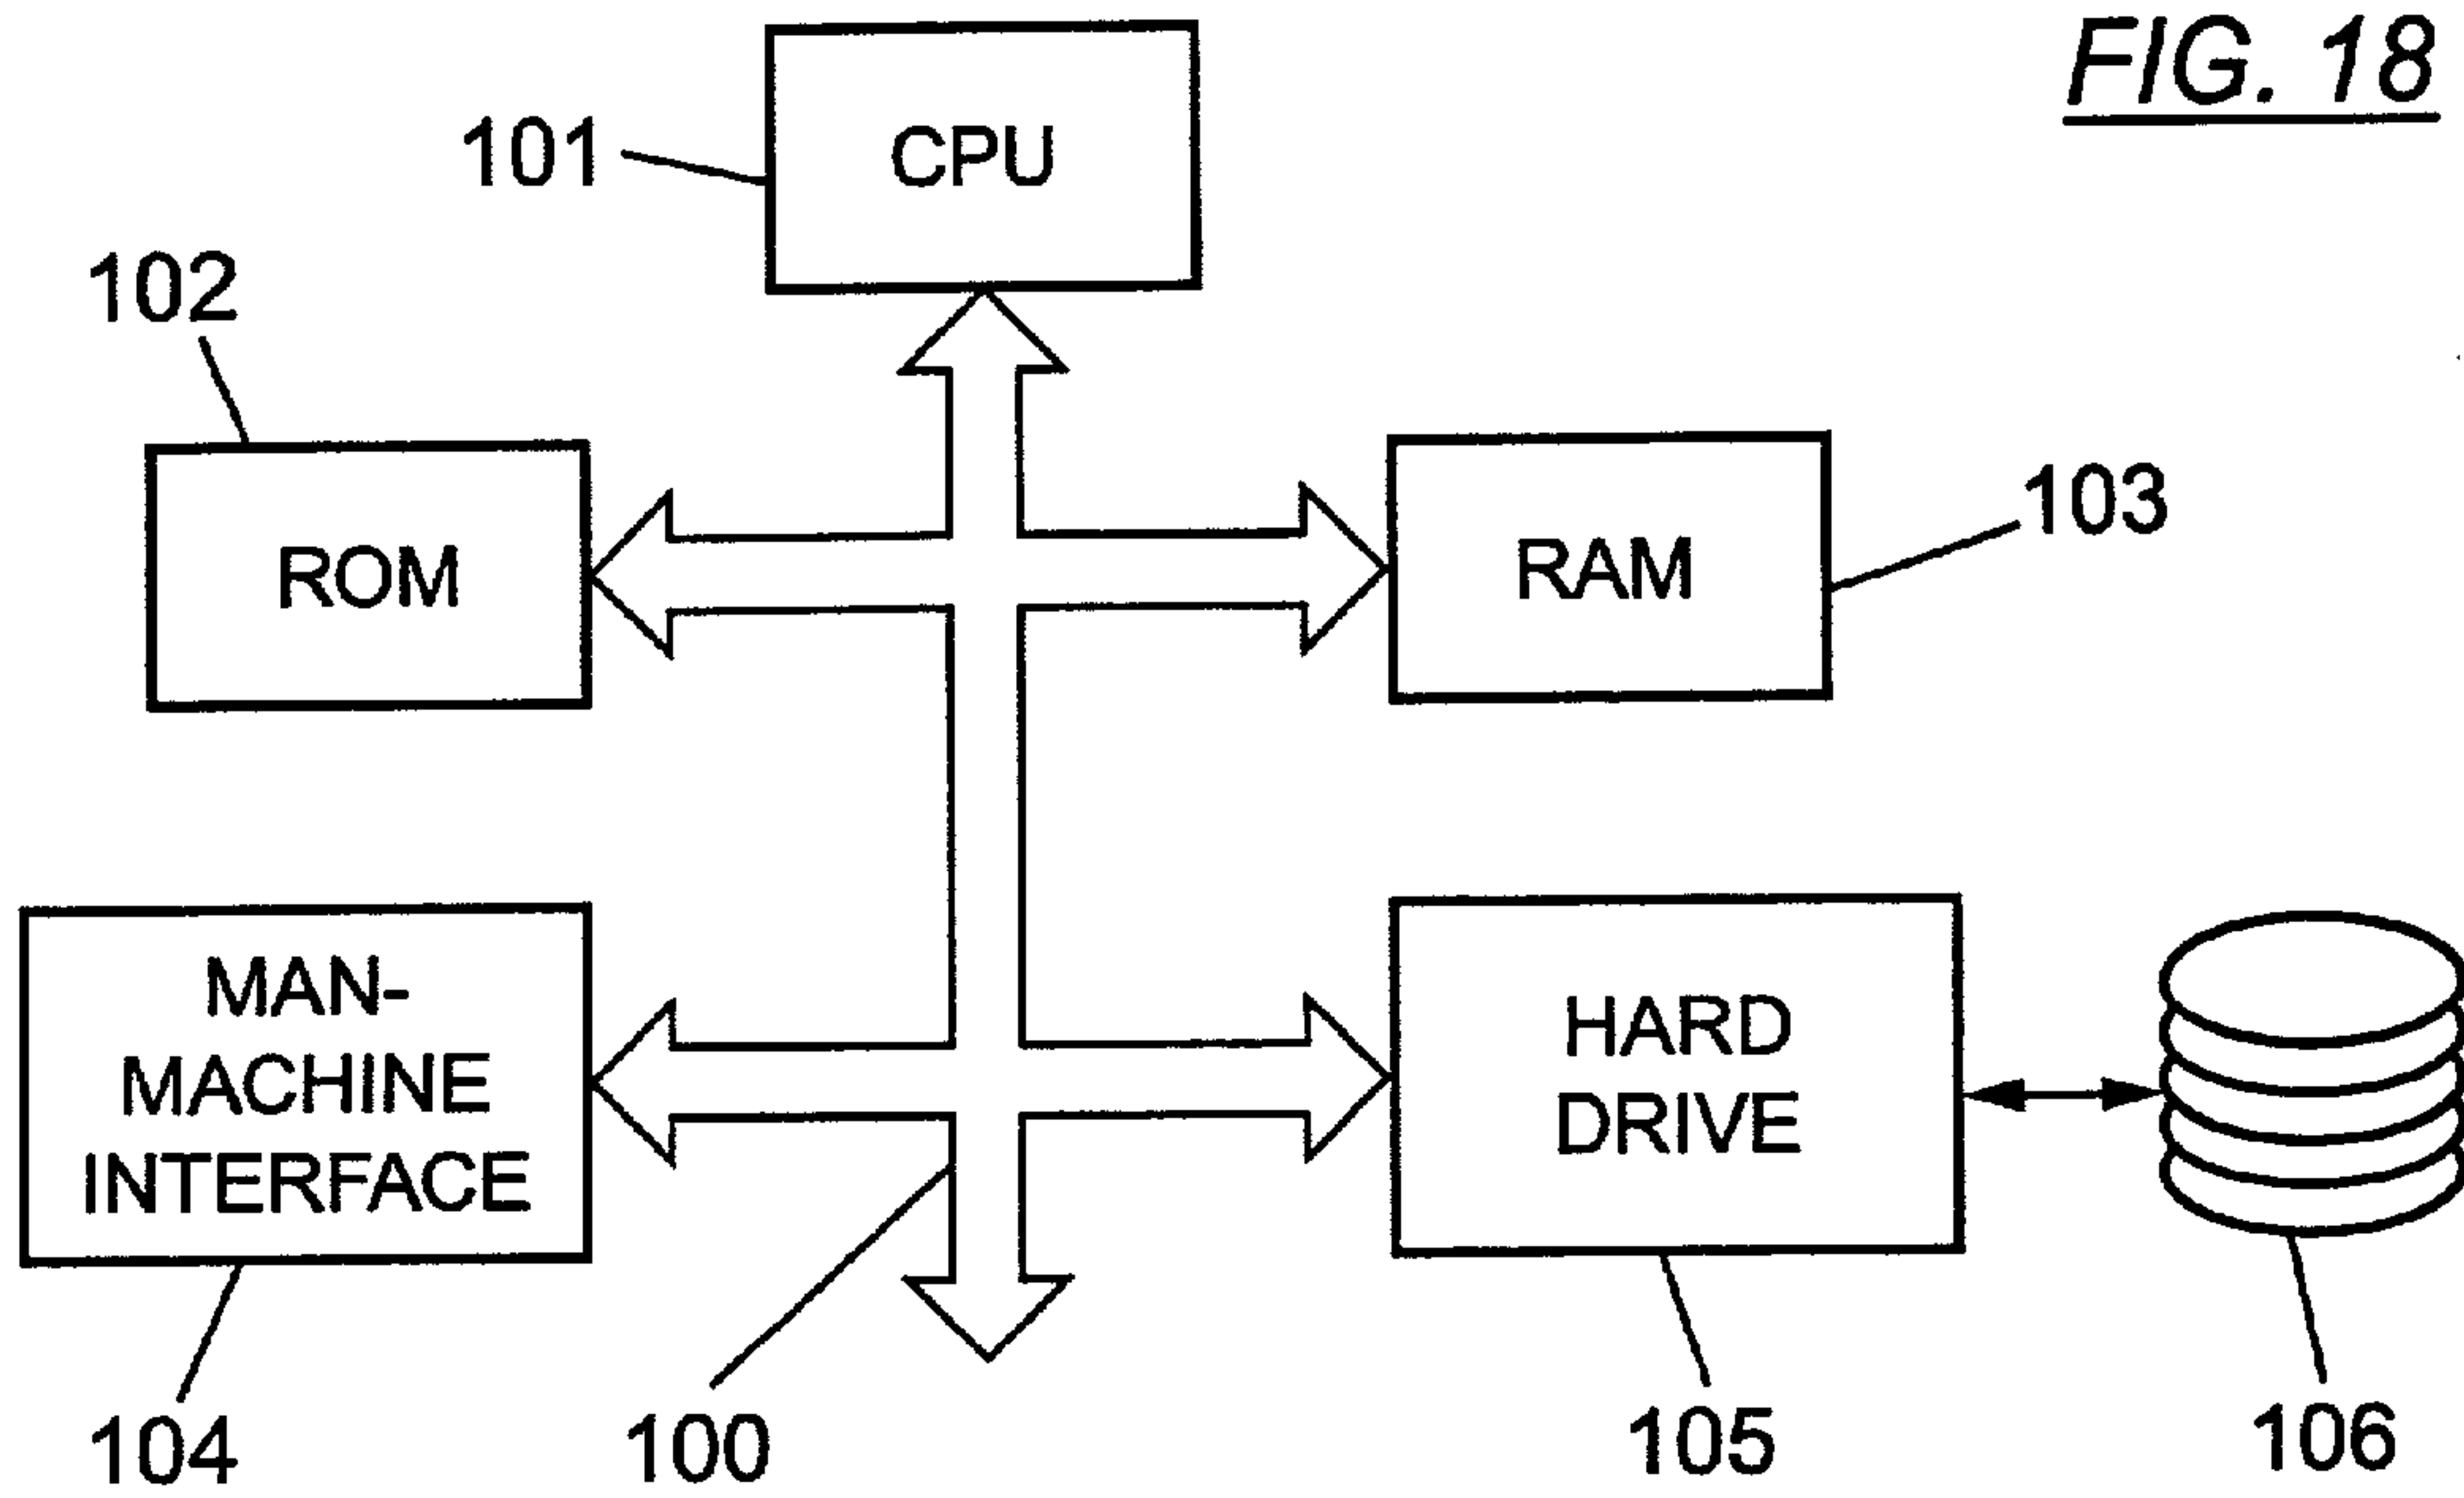 FIG. 18
CPU
101
102
ROM
RAM
103
MAN-
MACHINE
INTERFACE
HARD
DRIVE
104
100
105
106